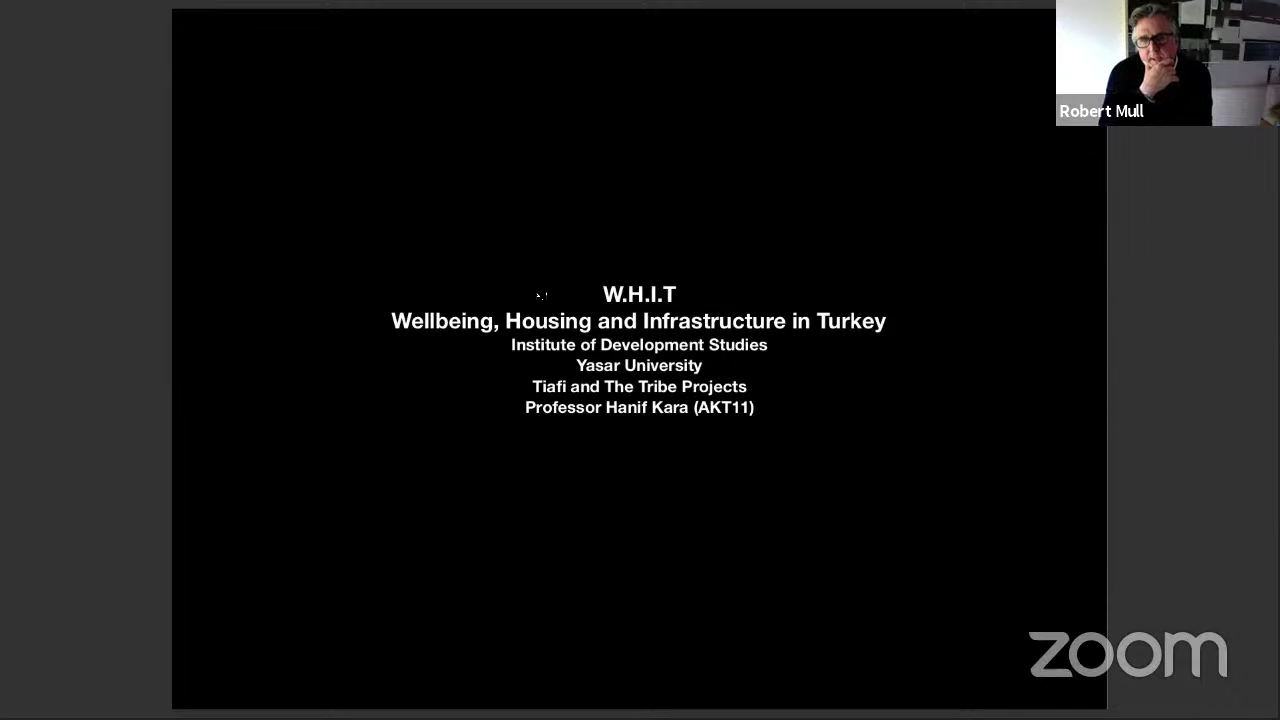 Robert Mull
W.H.I.T
Wellbeing, Housing and Infrastructure in Turkey
Institute of Development Studies
Yasar University
Tiafi and The Tribe Projects
Professor Hanif Kara (AKT11)
zoom